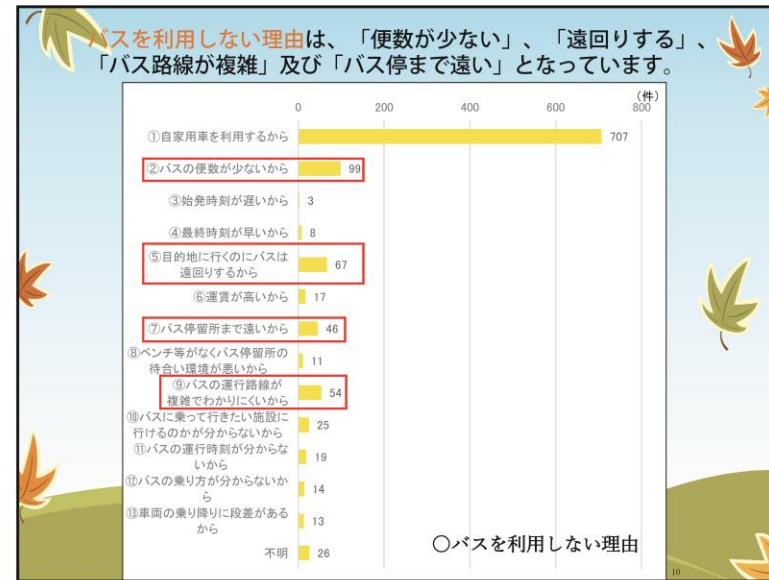 バスを利用しない理由は、「便数が少ない」、「遠回りする」、
「バス路線が複雑」及び「バス停まで遠い」となっています。
(件)
0 200 400 600 800
①自家用車を利用するから 707
②バスの便数が少ないから 99
③始発時刻が遅いから 3
④最終時刻が早いから 8
⑤目的地に行くのにバスは
遠回りするから 67
⑥運賃が高いから 17
⑦バス停留所まで遠いから 46
⑧ベンチ等がなくバス停留所の
待合い環境が悪いから 11
⑨バスの運行路線が
複雑でわかりにくいから 54
⑩バスに乗って行きたい施設に
行けるのかが分からないから 25
⑪バスの運行時刻が分からな
いから 19
⑫バスの乗り方が分からないか
ら 14
⑬車両の乗り降りに段差がある
から 13
不明 26
〇バスを利用しない理由
10